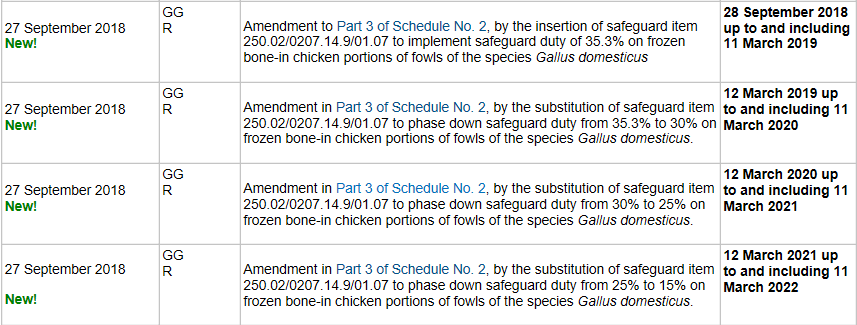 27 September 2018
New!
GG
R
Amendment to Part 3 of Schedule No. 2, by the insertion of safeguard item
250.02/0207.14.9/01.07 to implement safeguard duty of 35.3% on frozen
bone-in chicken portions of fowls of the species Gallus domesticus
28 September 2018
up to and including
11 March 2019
27 September 2018
New!
GG
R
Amendment in Part 3 of Schedule No. 2, by the substitution of safeguard item
250.02/0207.14.9/01.07 to phase down safeguard duty from 35.3% to 30% on
frozen bone-in chicken portions of fowls of the species Gallus domesticus.
12 March 2019 up
to and including 11
March 2020
27 September 2018
New!
GG
R
Amendment in Part 3 of Schedule No. 2, by the substitution of safeguard item
250.02/0207.14.9/01.07 to phase down safeguard duty from 30% to 25% on
frozen bone-in chicken portions of fowls of the species Gallus domesticus.
12 March 2020 up
to and including 11
March 2021
27 September 2018
New!
GG
R
Amendment in Part 3 of Schedule No. 2, by the substitution of safeguard item
250.02/0207.14.9/01.07 to phase down safeguard duty from 25% to 15% on
frozen bone-in chicken portions of fowls of the species Gallus domesticus.
12 March 2021 up
to and including 11
March 2022